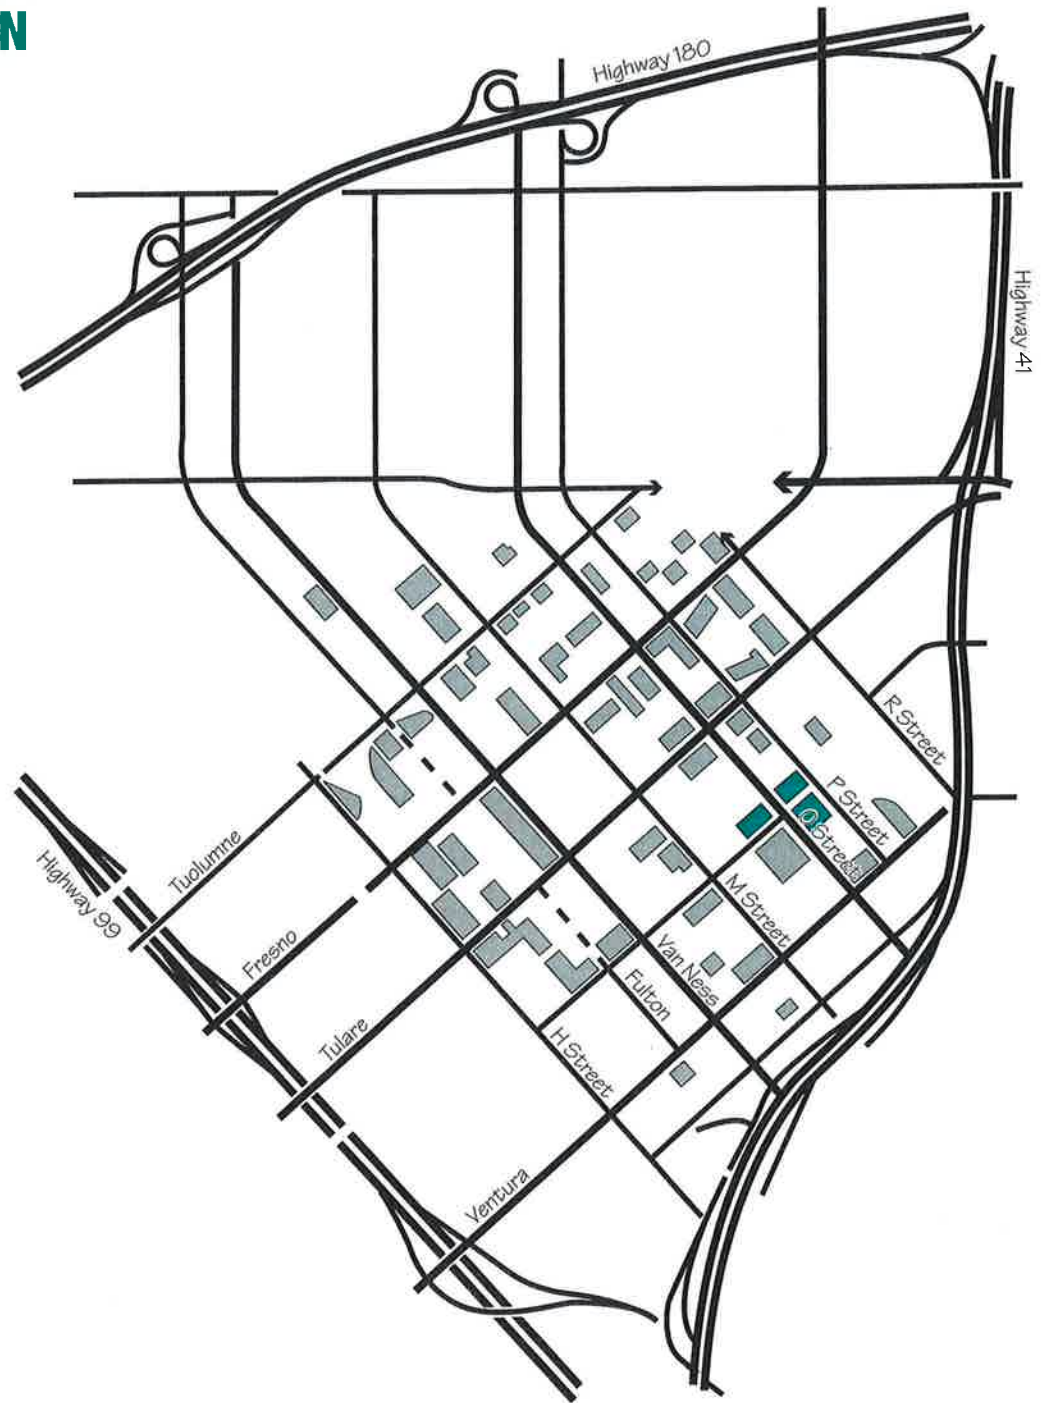 N
Highway 180
Highway 41
R Street
P Street
O Street
Tuolumne
Highway 99
M Street
Fresno
Van Ness
Fulton
Tulare
H Street
Ventura